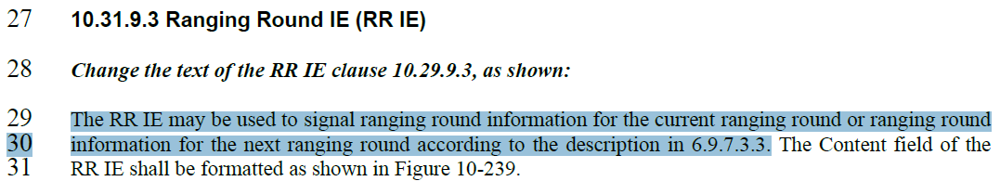 27 10.31.9.3 Ranging Round IE (RR IE)
28 Change the text of the RR IE clause 10.29.9.3, as shown:
29 The RR IE may be used to signal ranging round information for the current ranging round or ranging round
30 information for the next ranging round according to the description in 6.9.7.3.3. The Content field of the
31 RR IE shall be formatted as shown in Figure 10-239.